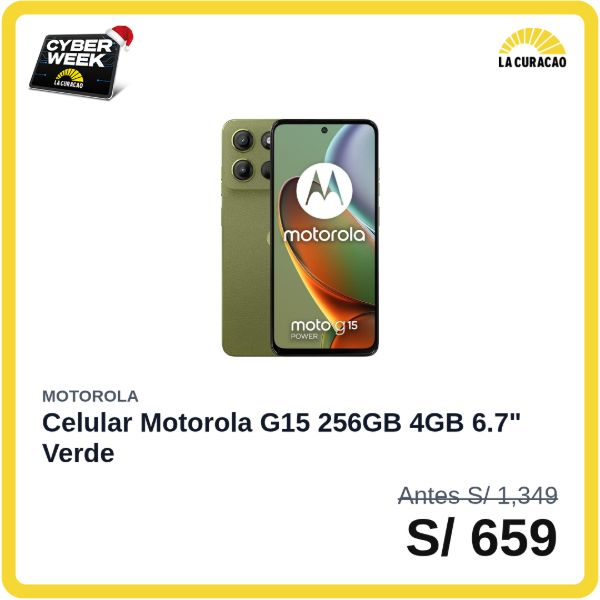 CYBER
WEEK
LA CURACAO
LA CURACAO
motorola
moto g15
POWER
MOTOROLA
Celular Motorola G15 256GB 4GB 6.7"
Verde
Antes S/ 1,349
S/ 659